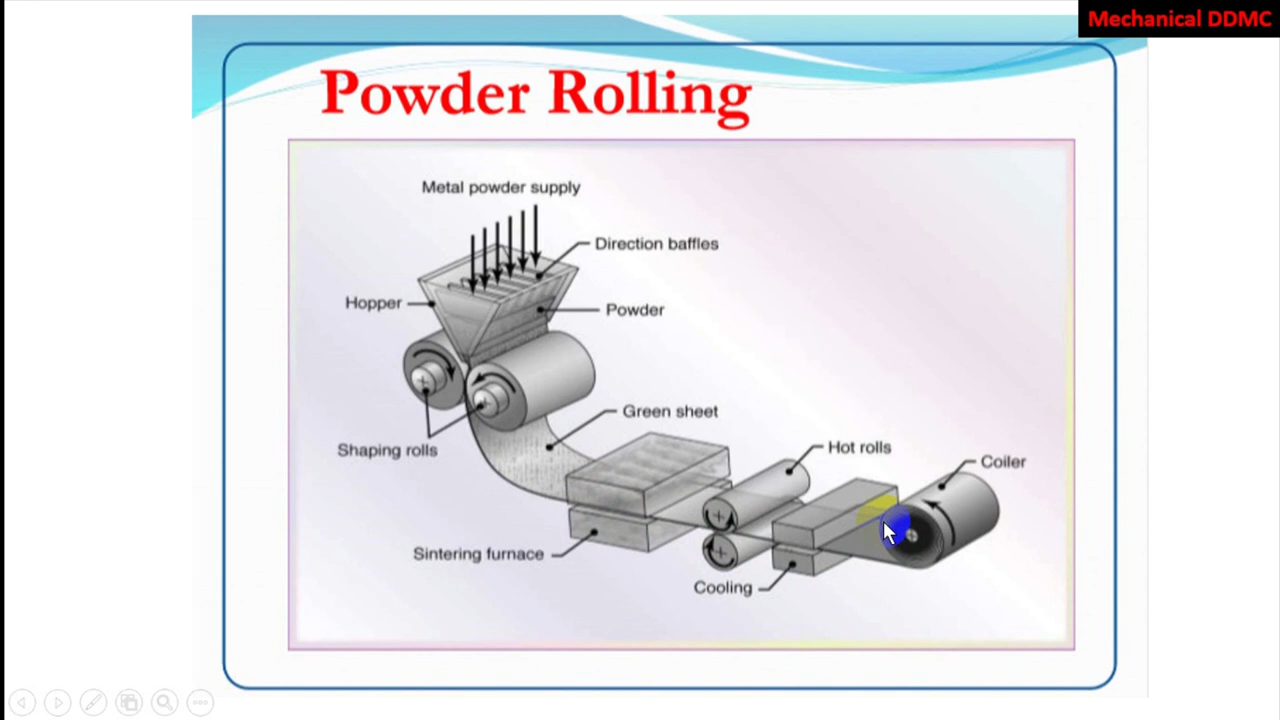 Mechanical DDMC
Powder Rolling
Metal powder supply
Direction baffles
Hopper
Powder
Green sheet
Shaping rolls
Hot rolls
Coiler
Sintering furnace
Cooling